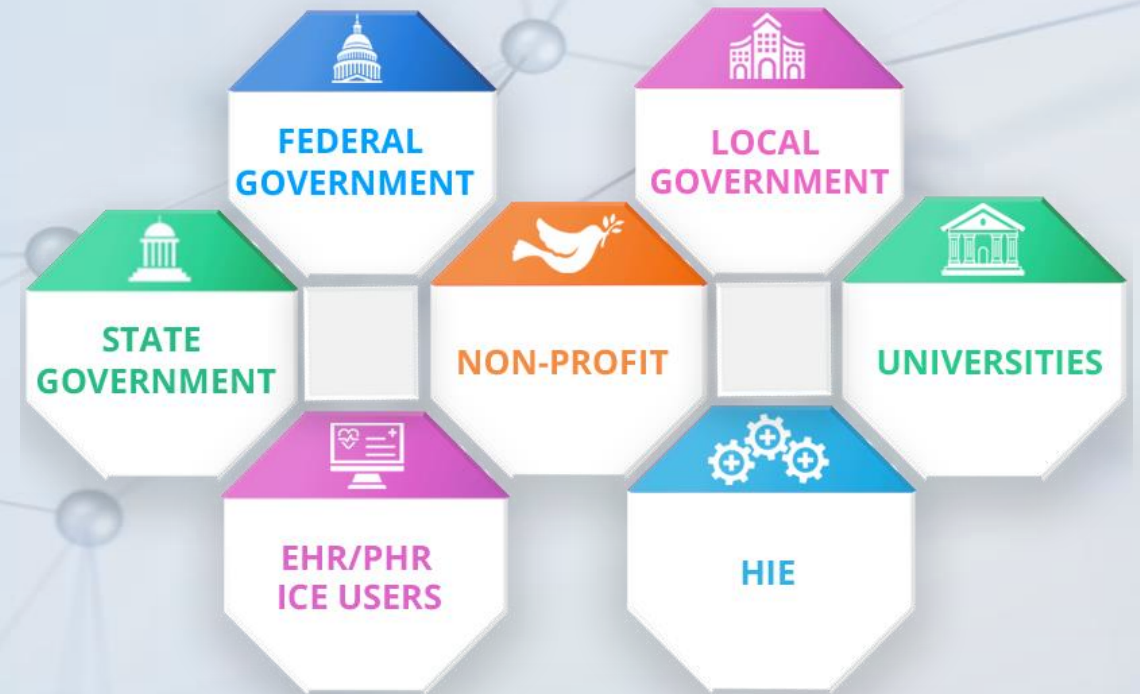 FEDERAL
GOVERNMENT
LOCAL
GOVERNMENT
STATE
GOVERNMENT
NON-PROFIT
UNIVERSITIES
EHR/PHR
ICE USERS
HIE